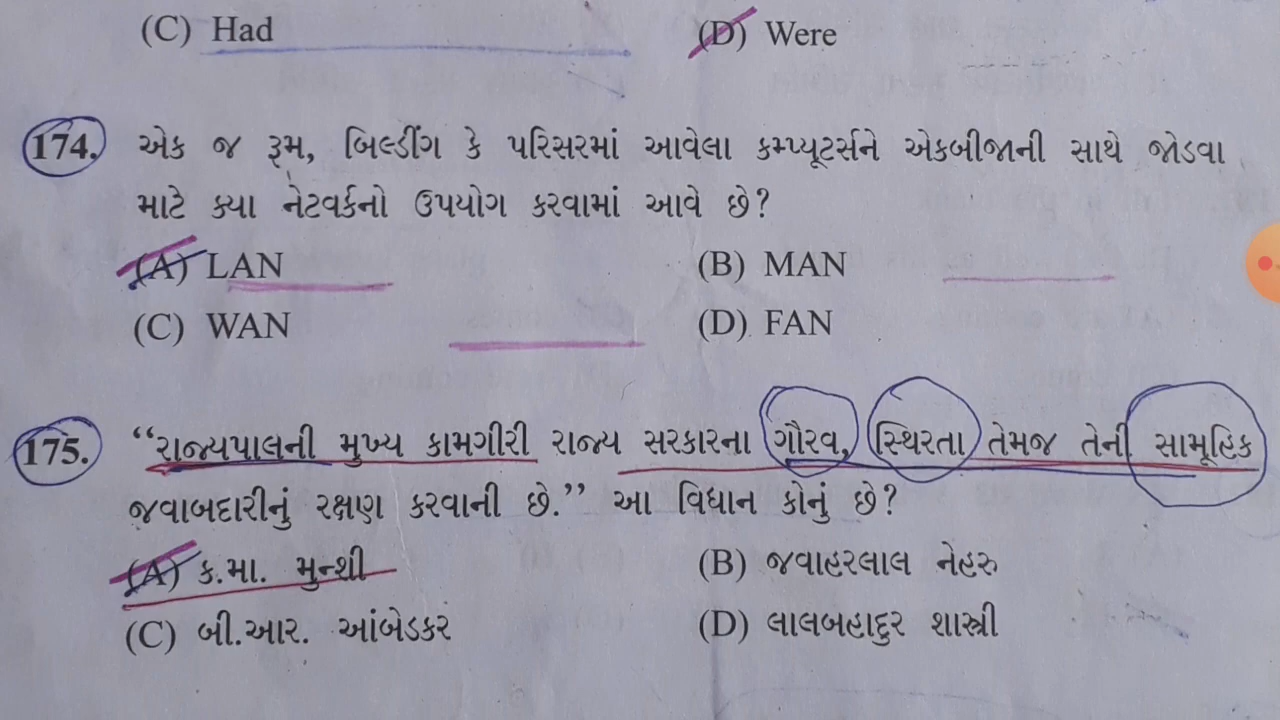 (C) Had (D) Were
174. એક જ રૂમ, બિલ્ડીંગ કે પરિસરમાં આવેલા કમ્પ્યૂટર્સને એકબીજાની સાથે જોડવા
માટે ક્યા નેટવર્કનો ઉપયોગ કરવામાં આવે છે?
(A) LAN (B) MAN
(C) WAN (D) FAN
175. “રાજ્યપાલની મુખ્ય કામગીરી રાજ્ય સરકારના ગૌરવ, સ્થિરતા તેમજ તેની સામૂહિક
જવાબદારીનું રક્ષણ કરવાની છે.” આ વિધાન કોનું છે?
(A) ક.મા. મુન્શી (B) જવાહરલાલ નેહરુ
(C) બી.આર. આંબેડકર (D) લાલબહાદુર શાસ્ત્રી